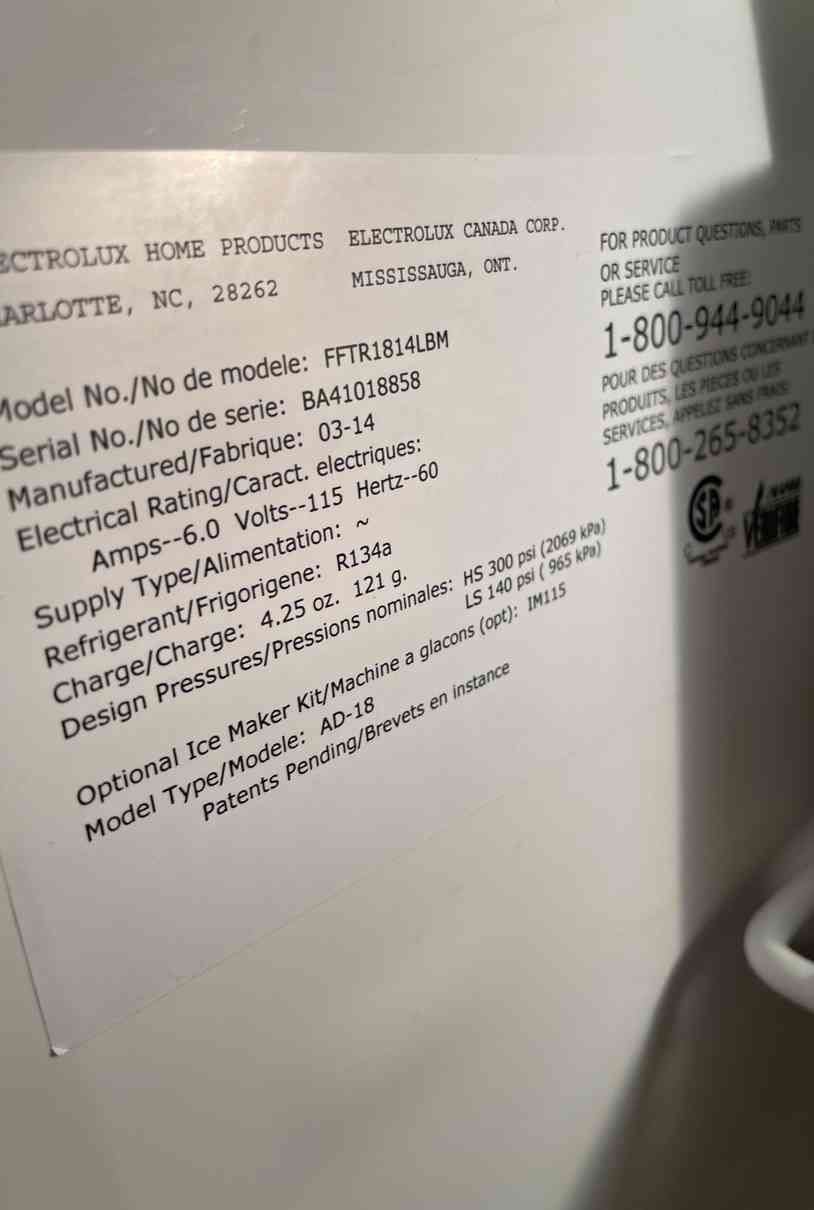 ECTROLUX HOME PRODUCTS ELECTROLUX CANADA CORP.
ARLOTTE, NC, 28262 MISSISSAUGA, ONT.
Model No./No de modele: FFTR1814LBM
Serial No./No de serie: BA41018858
Manufactured/Fabrique: 03-14
Electrical Rating/Caract. electriques:
Amps--6.0 Volts--115 Hertz--60
Supply Type/Alimentation: ~
Refrigerant/Frigorigene: R134a
Charge/Charge: 4.25 oz. 121 g.
Design Pressures/Pressions nominales: HS 300 psi (2069 kPa)
LS 140 psi ( 965 kPa)
Optional Ice Maker Kit/Machine a glacons (opt): IM115
Model Type/Modele: AD-18
Patents Pending/Brevets en instance
FOR PRODUCT QUESTIONS, PARTS
OR SERVICE
PLEASE CALL TOLL FREE:
1-800-944-9044
POUR DES QUESTIONS CONCERNANT
PRODUITS, LES PIECES OU LES
SERVICES, APPELEZ SANS FRAIS:
1-800-265-8352